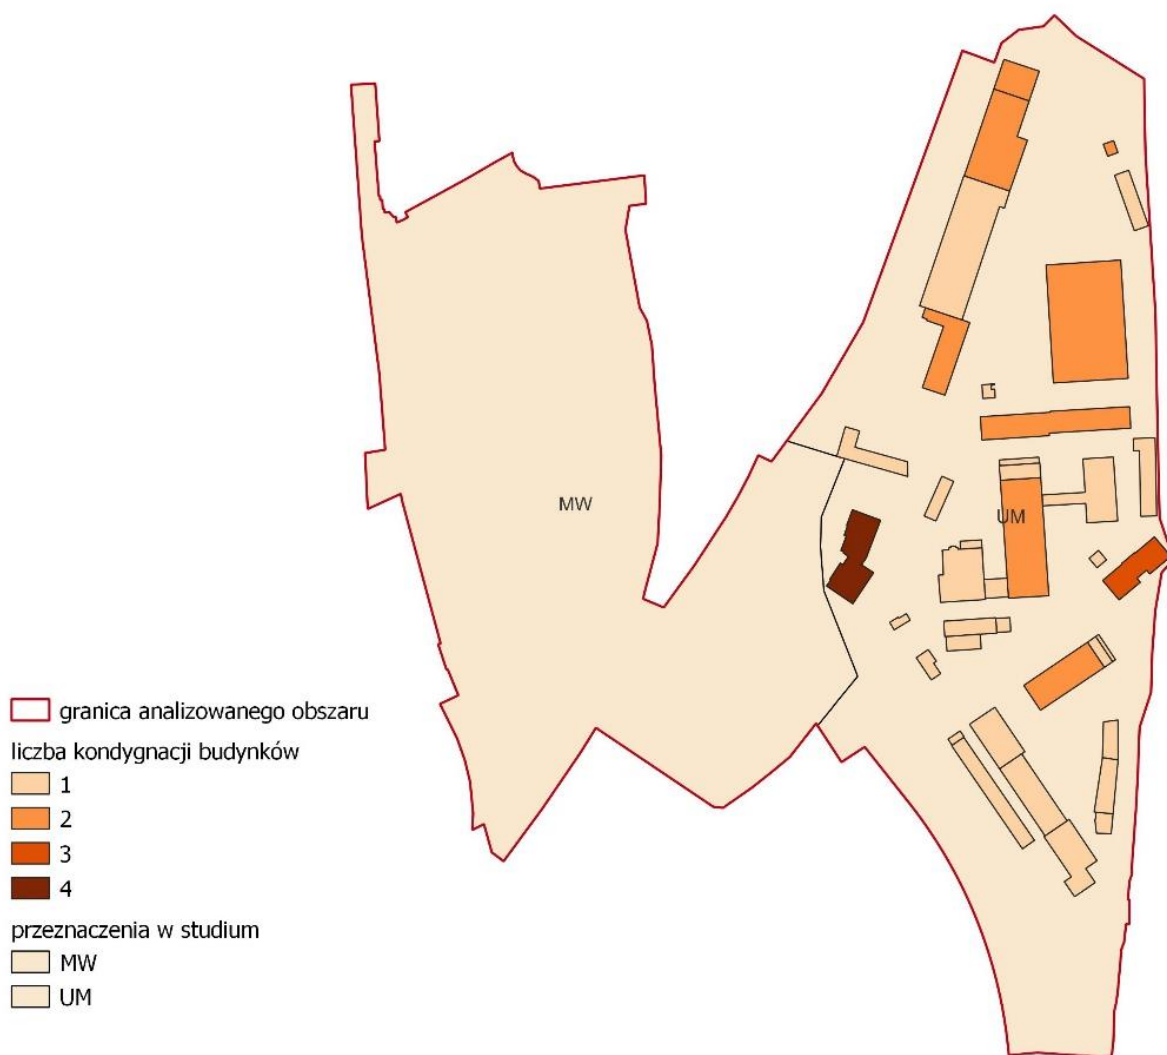 MW
UM
granica analizowanego obszaru
liczba kondygnacji budynków
1
2
3
4
przeznaczenia w studium
MW
UM